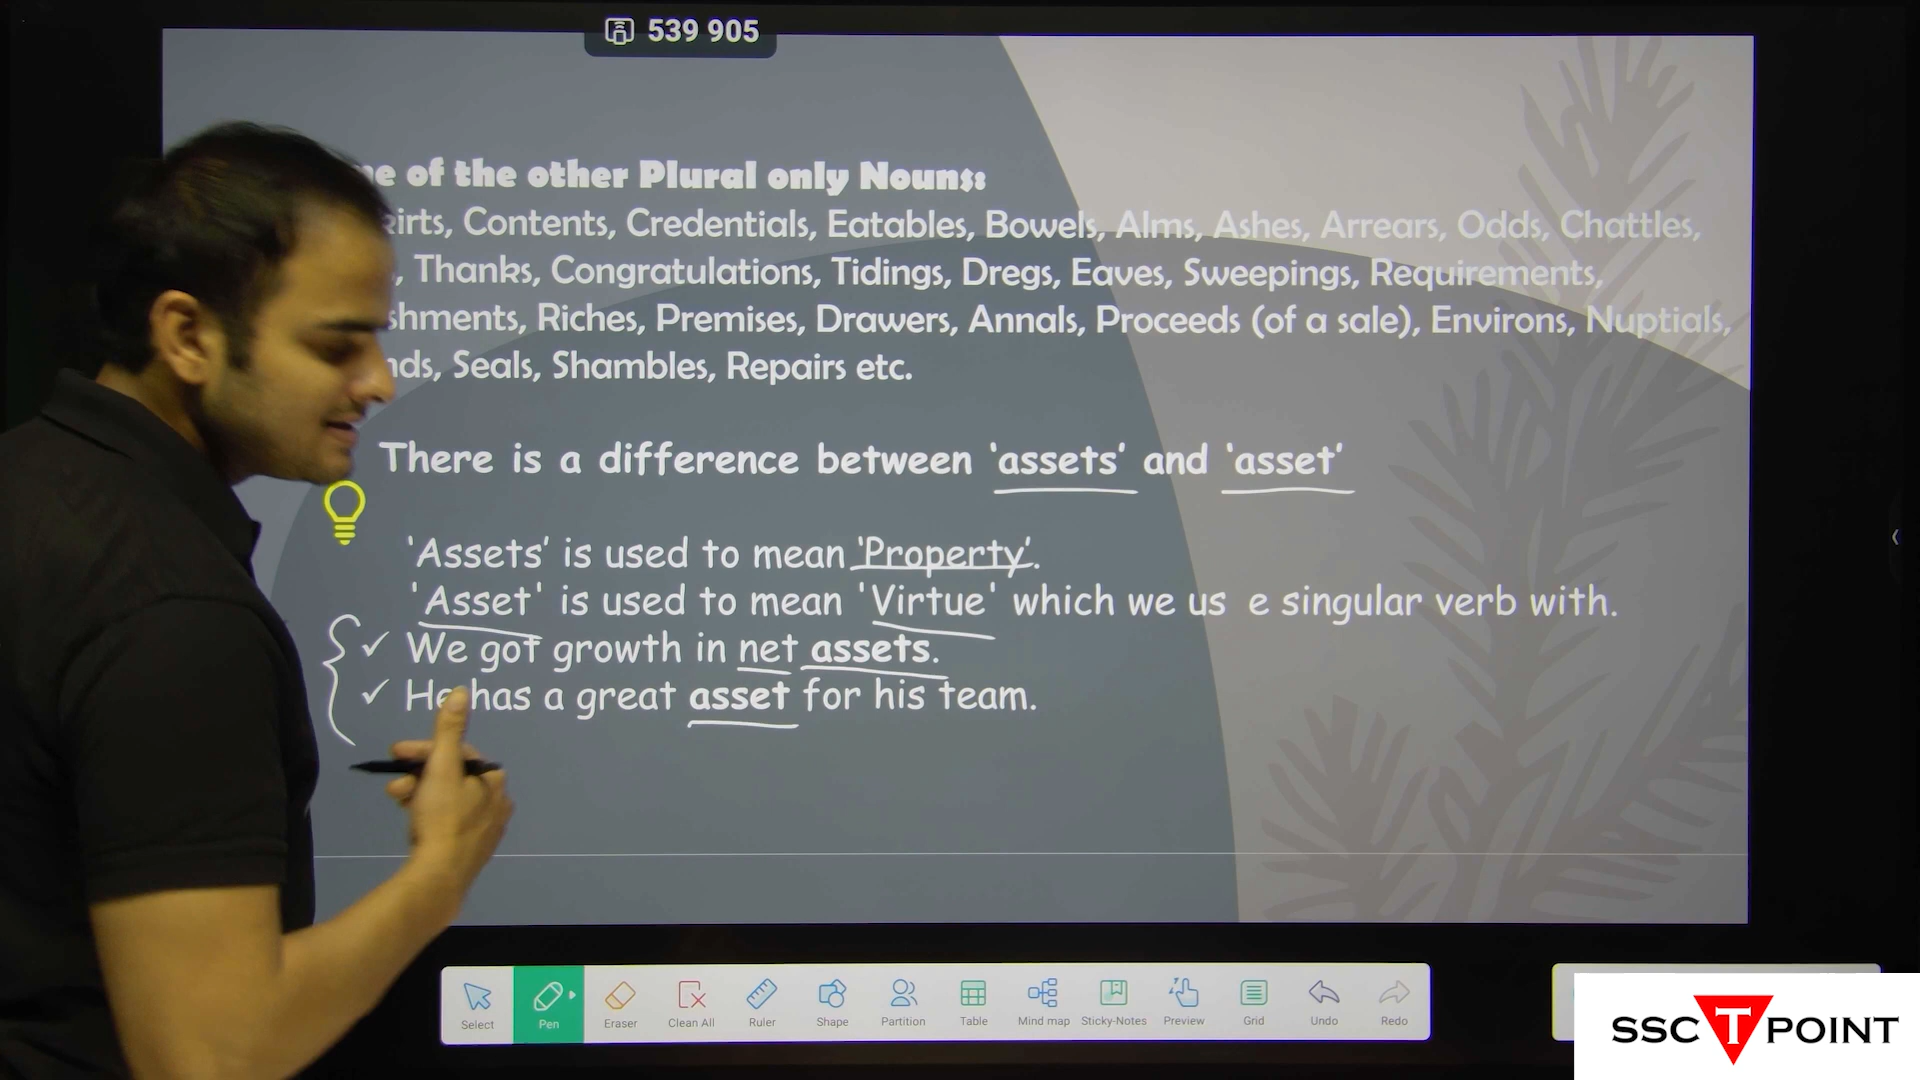 539 905
of the other Plural only Nouns:
Contents, Credentials, Eatables, Bowels, Alms, Ashes, Arrears, Odds, Chattles,
, Thanks, Congratulations, Tidings, Dregs, Eaves, Sweepings, Requirements,
Riches, Premises, Drawers, Annals, Proceeds (of a sale), Environs, Nuptials,
Seals, Shambles, Repairs etc.
There is a difference between 'assets' and 'asset'
'Assets' is used to mean 'Property'.
'Asset' is used to mean 'Virtue' which we us e singular verb with.
✓ We got growth in net assets.
✓ He has a great asset for his team.
Select Pen Eraser Clean All Ruler Shape Partition Table Mind map Sticky-Notes Preview Grid Undo Redo
SSC T POINT